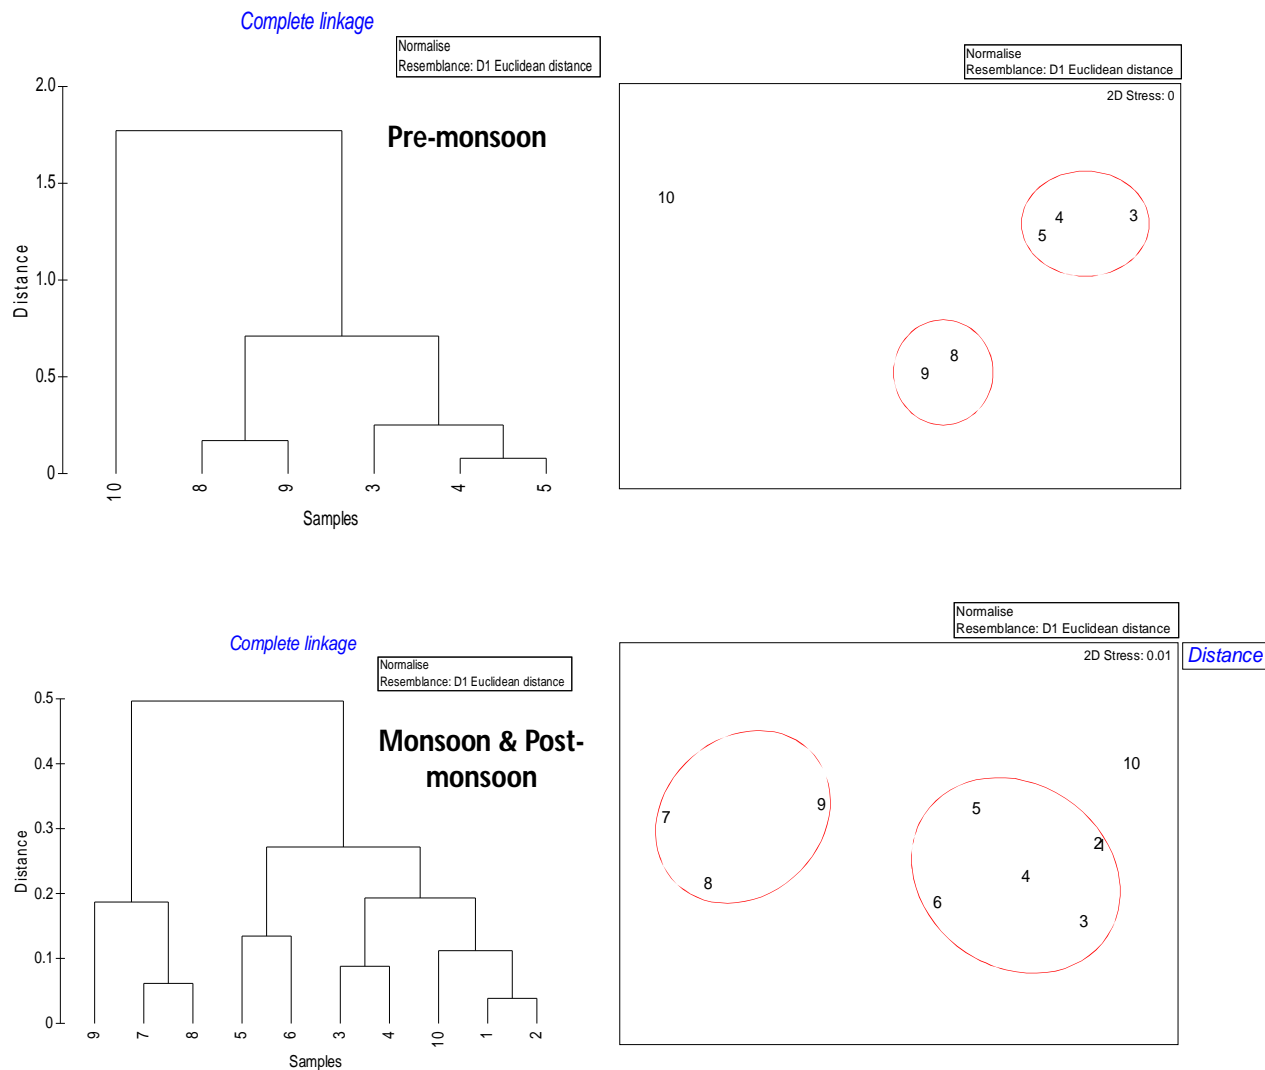 Complete linkage
Normalise
Resemblance: D1 Euclidean distance
Pre-monsoon
2.0
1.5
1.0
0.5
0
Distance
10 8 9 3 4 5
Samples
Normalise
Resemblance: D1 Euclidean distance
2D Stress: 0
10
4 3
5
8
9
Complete linkage
Normalise
Resemblance: D1 Euclidean distance
Monsoon & Post-
monsoon
0.5
0.4
0.3
0.2
0.1
0
Distance
9 7 8 5 6 3 4 10 1 2
Samples
Normalise
Resemblance: D1 Euclidean distance
2D Stress: 0.01
Distance
10
7 9 5
2 1
8 4
6 3